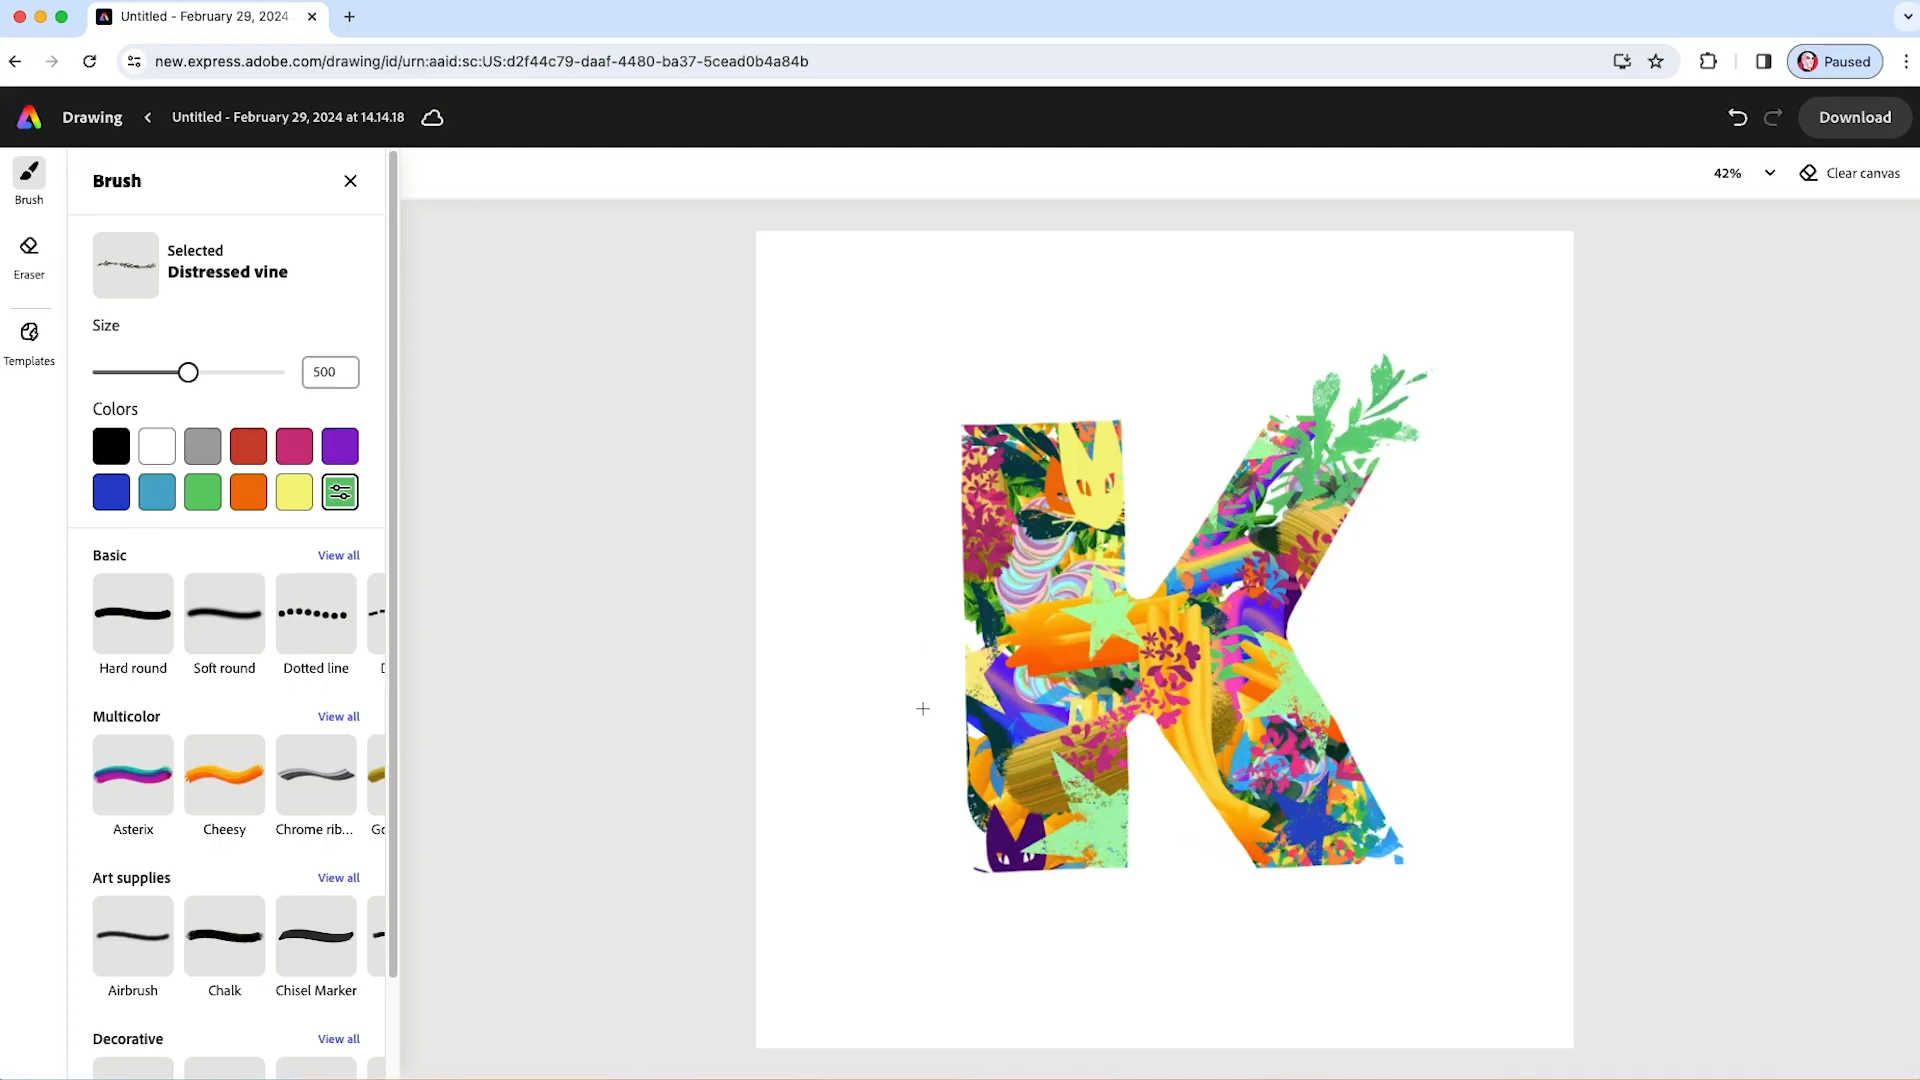 Untitled - February 29, 2024
new.express.adobe.com/drawing/id/urn:aaid:sc:US:d2f44c79-daaf-4480-ba37-5cead0b4a84b
Paused
Drawing
Untitled - February 29, 2024 at 14.14.18
Download
Brush
42%
Clear canvas
Brush
Selected
Distressed vine
Eraser
Size
Templates
500
Colors
Basic
View all
Hard round
Soft round
Dotted line
Multicolor
View all
Asterix
Cheesy
Chrome rib...
Art supplies
View all
Airbrush
Chalk
Chisel Marker
Decorative
View all
K